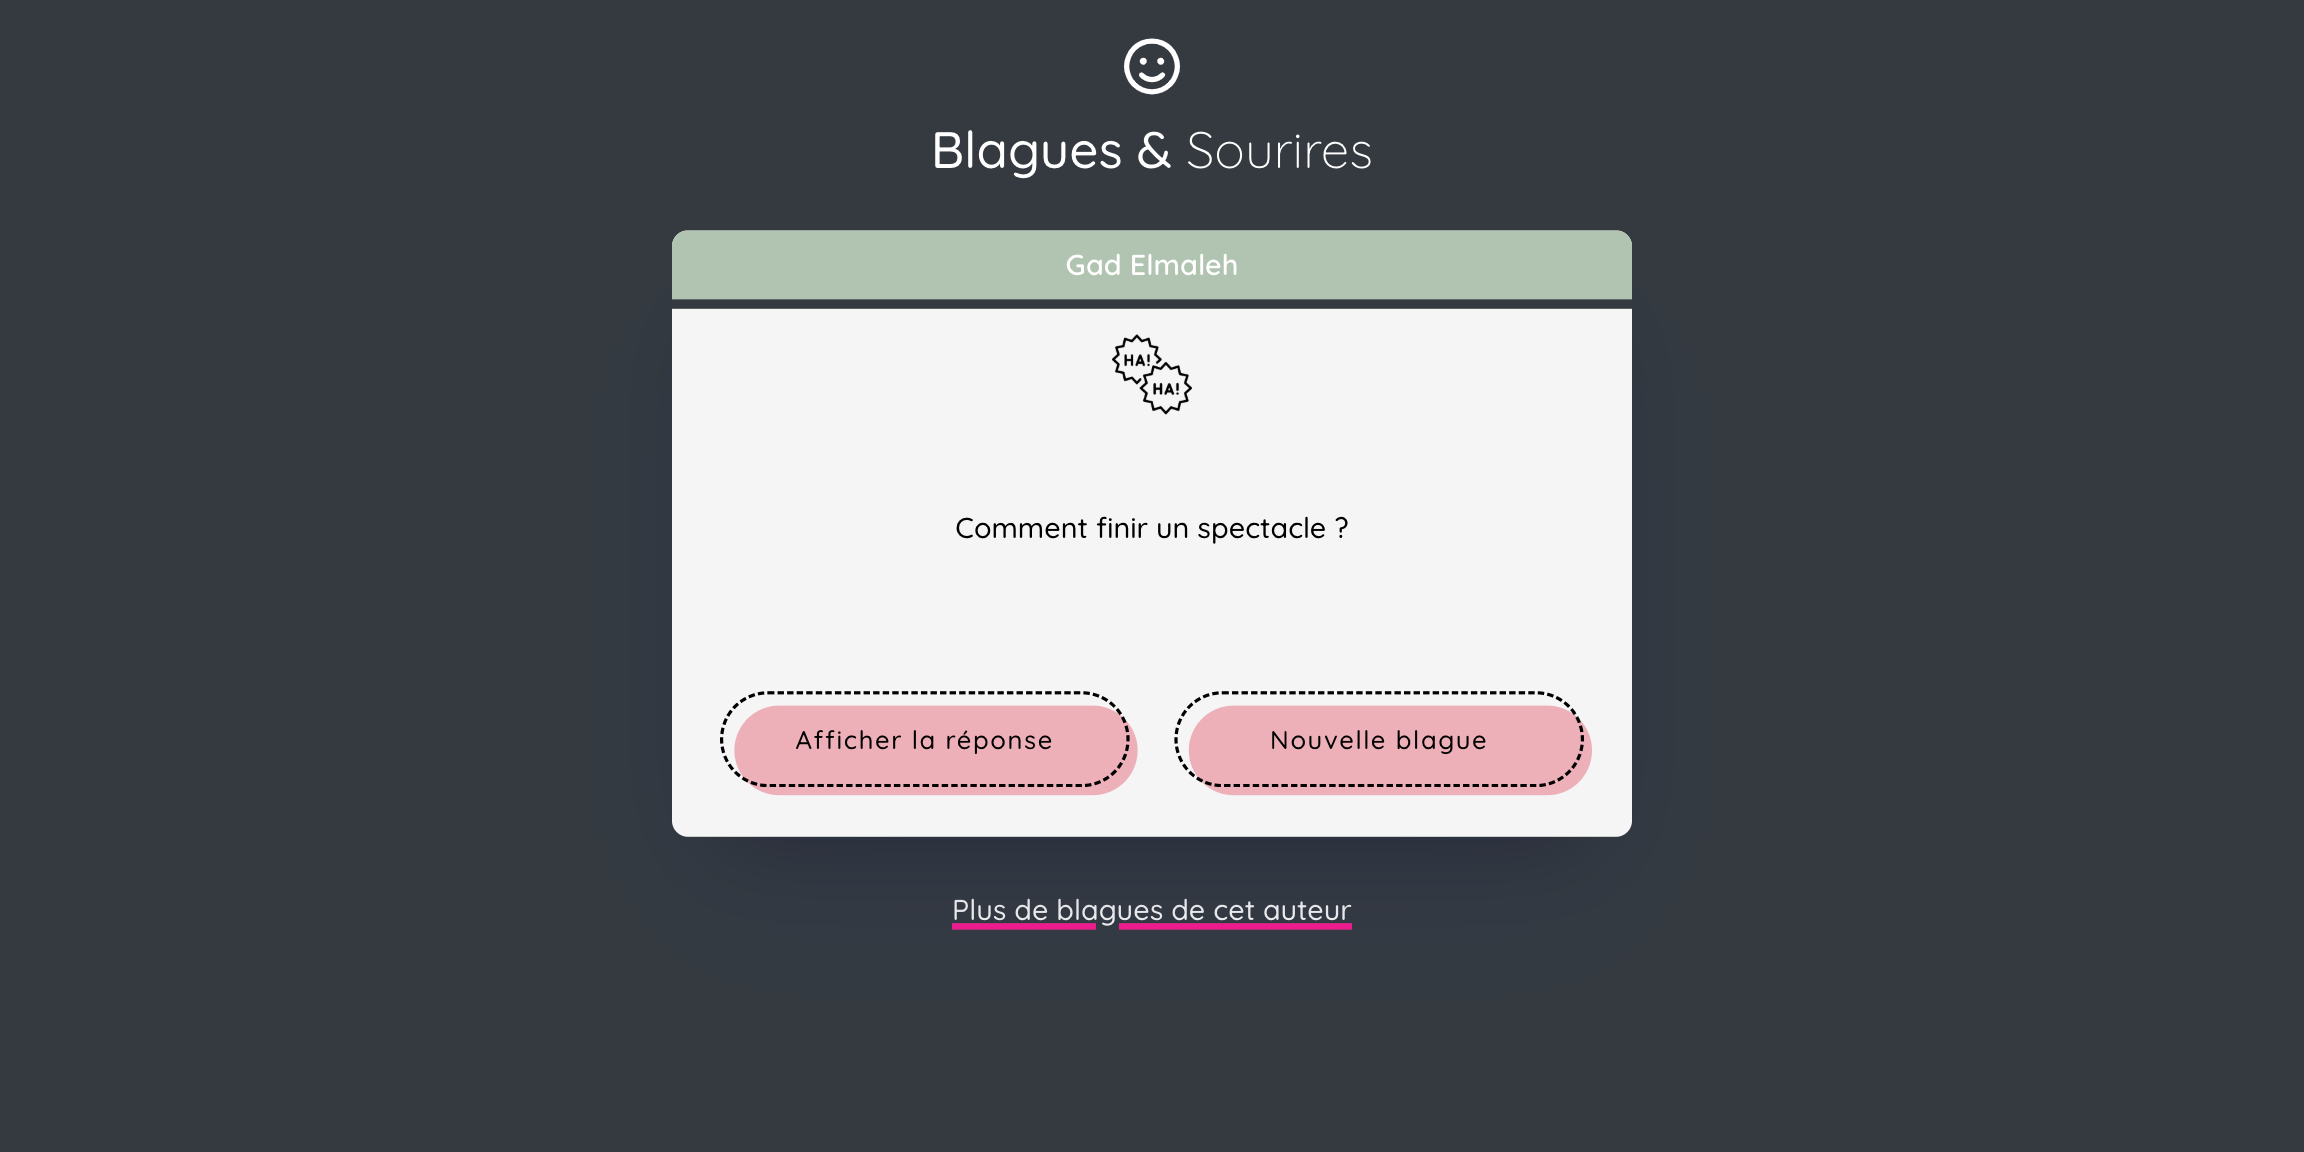 Blagues & Sourires
Gad Elmaleh
HA!
HA!
Comment finir un spectacle ?
Afficher la réponse
Nouvelle blague
Plus de blagues de cet auteur